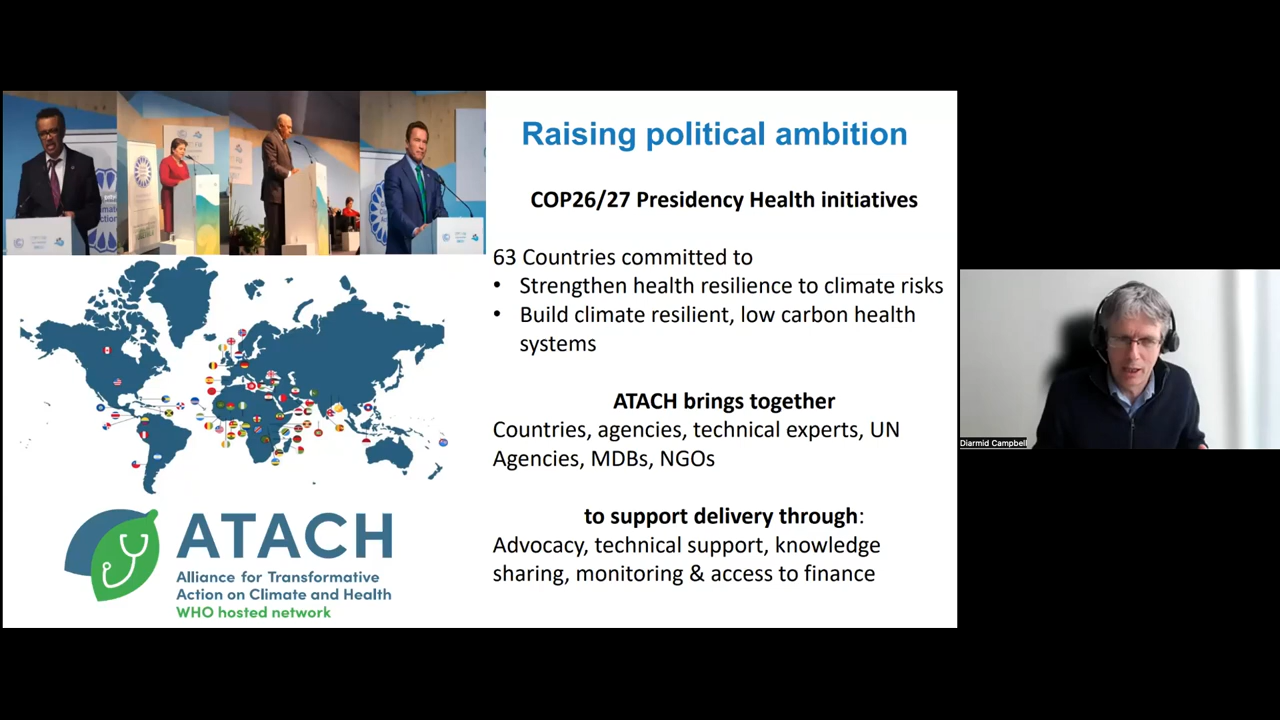 Raising political ambition
COP26/27 Presidency Health initiatives
63 Countries committed to
• Strengthen health resilience to climate risks
• Build climate resilient, low carbon health
systems
ATACH brings together
Countries, agencies, technical experts, UN
Agencies, MDBs, NGOs
to support delivery through:
Advocacy, technical support, knowledge
sharing, monitoring & access to finance
ATACH
Alliance for Transformative
Action on Climate and Health
WHO hosted network
Diarmid Campbell